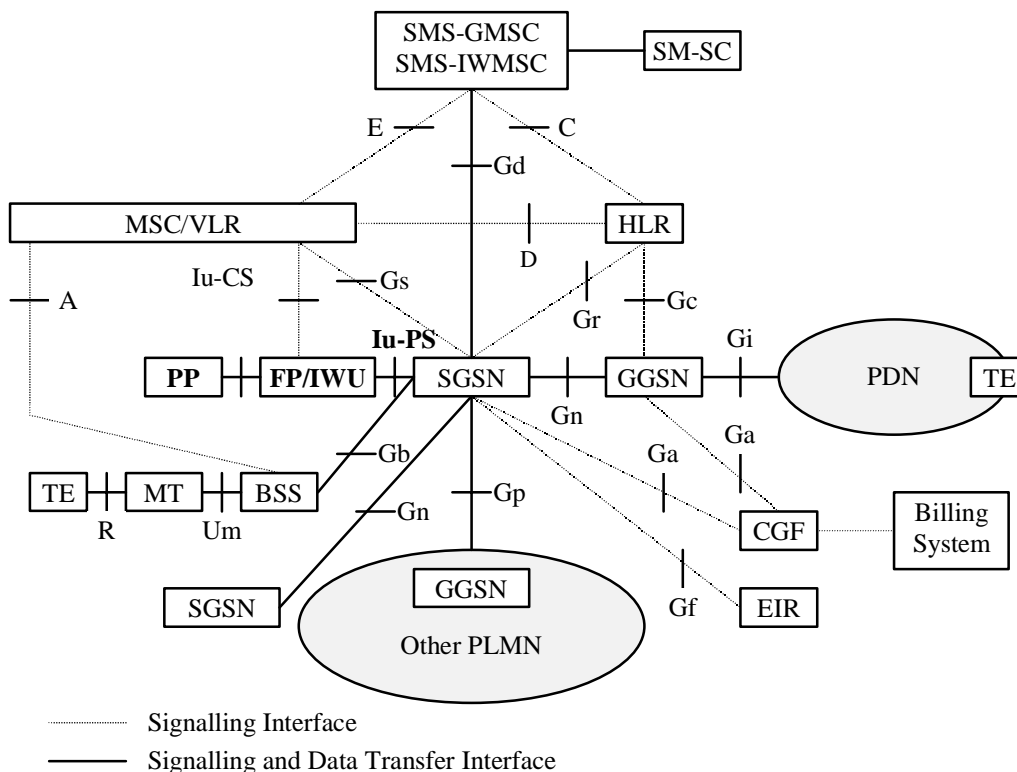 SMS-GMSC
SMS-IWMSC
SM-SC
E
C
Gd
MSC/VLR
HLR
D
A
Iu-CS
Gs
Gr
Gc
Iu-PS
Gi
PP
FP/IWU
SGSN
GGSN
PDN
TE
Gn
Ga
Gb
Ga
TE
MT
BSS
Gp
R
Um
Gn
CGF
Billing
System
GGSN
SGSN
Gf
EIR
Other PLMN
Signalling Interface
Signalling and Data Transfer Interface